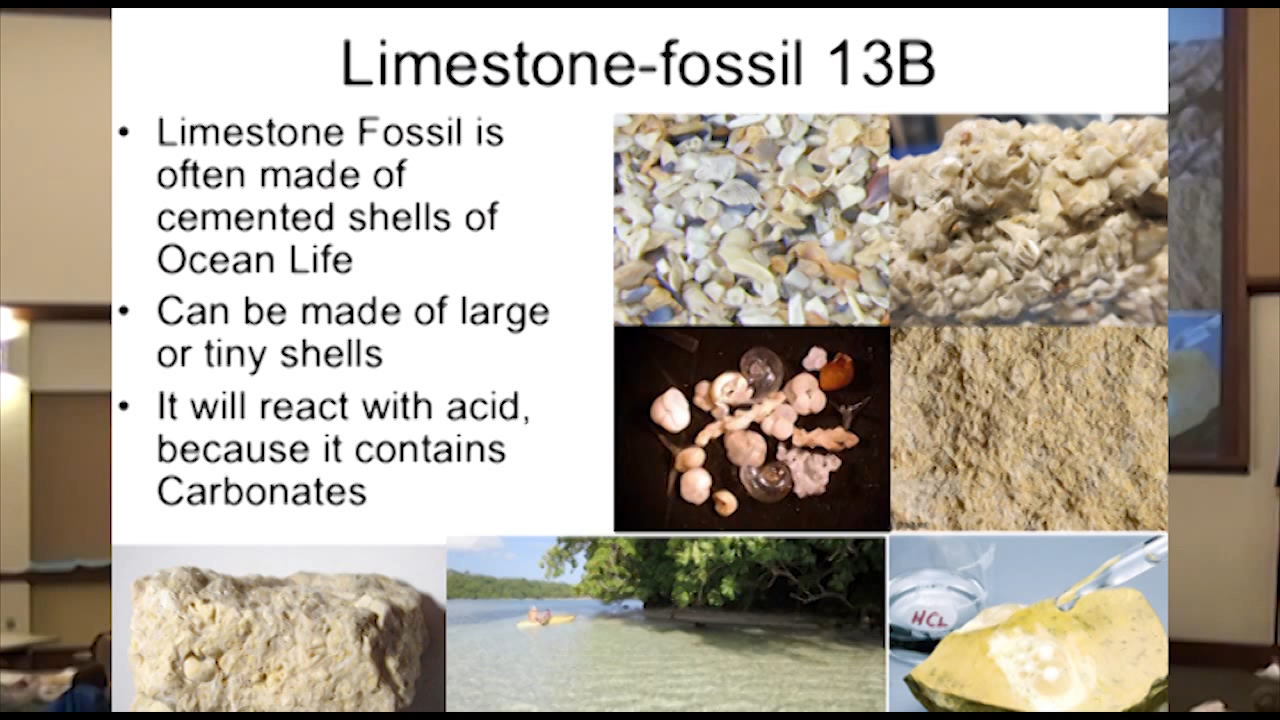 Limestone-fossil 13B
• Limestone Fossil is
often made of
cemented shells of
Ocean Life
• Can be made of large
or tiny shells
• It will react with acid,
because it contains
Carbonates
HCL